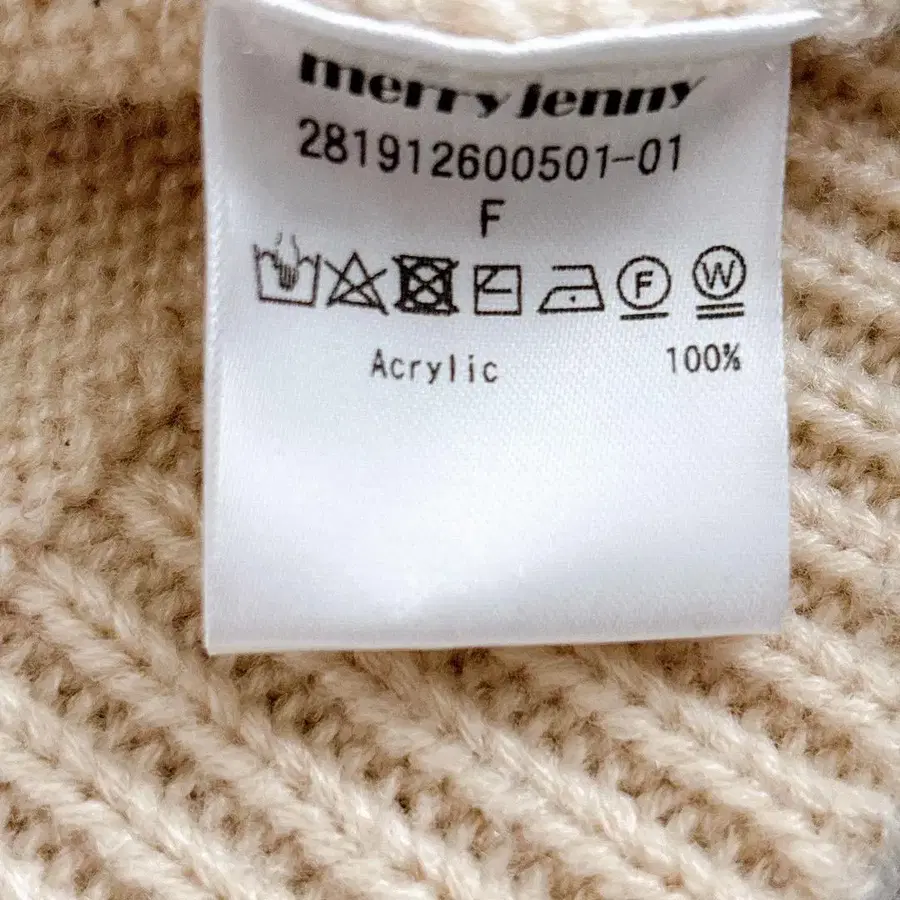 merry jenny
281912600501-01
F
F W
Acrylic 100%